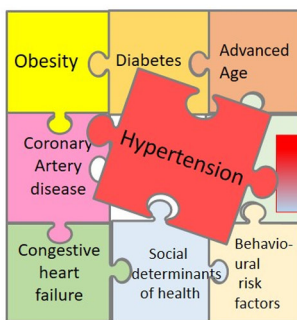 Obesity
Diabetes
Advanced
Age
Coronary
Artery
disease
Hypertension
Congestive
heart
failure
Social
determinants
of health
Behavio-
ural
risk
factors